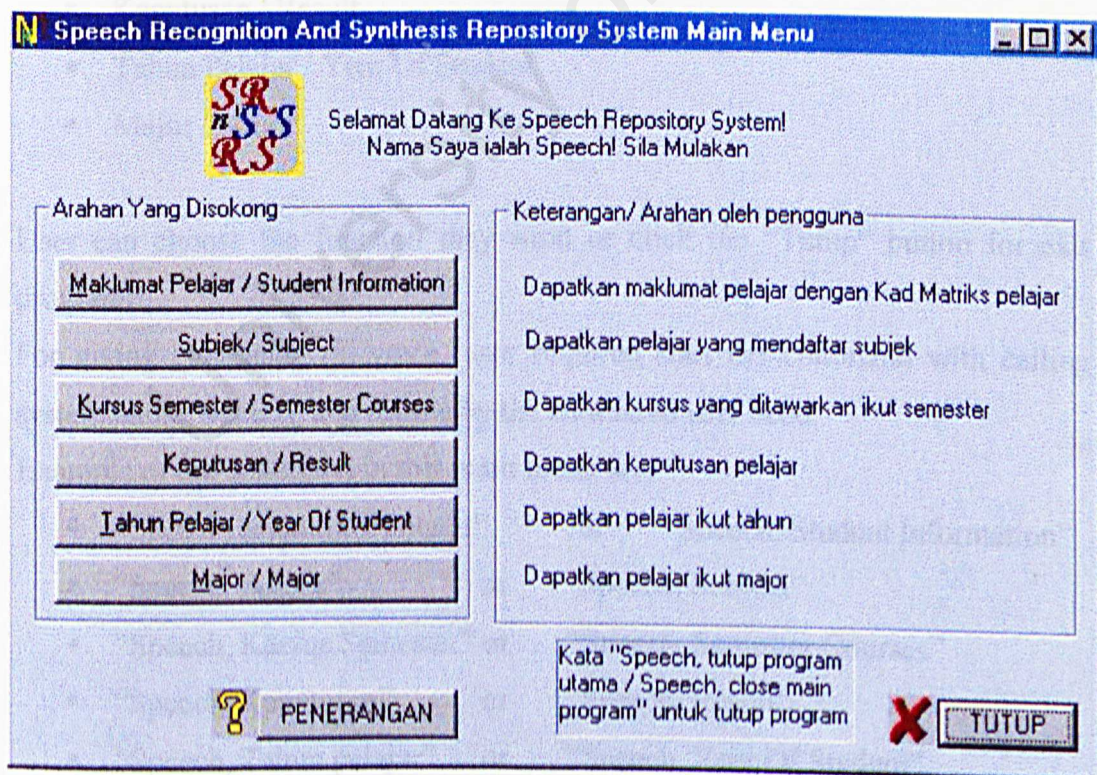 Speech Recognition And Synthesis Repository System Main Menu
SR
n'SS
RS
Selamat Datang Ke Speech Repository System!
Nama Saya ialah Speech! Sila Mulakan
Arahan Yang Disokong
Keterangan/ Arahan oleh pengguna
Maklumat Pelajar / Student Information
Dapatkan maklumat pelajar dengan Kad Matriks pelajar
Subjek/ Subject
Dapatkan pelajar yang mendaftar subjek
Kursus Semester / Semester Courses
Dapatkan kursus yang ditawarkan ikut semester
Keputusan / Result
Dapatkan keputusan pelajar
Tahun Pelajar / Year Of Student
Dapatkan pelajar ikut tahun
Major / Major
Dapatkan pelajar ikut major
Kata "Speech, tutup program
utama / Speech, close main
program" untuk tutup program
? PENERANGAN
X TUTUP